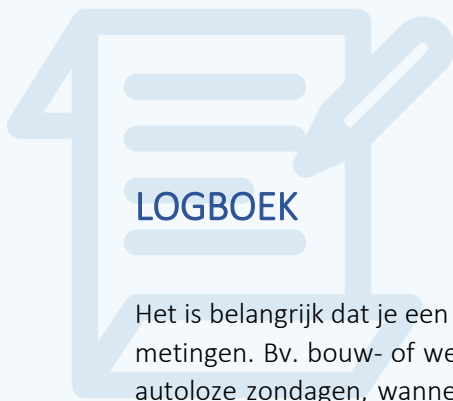 LOGBOEK
Het is belangrijk dat je een
metingen. Bv. bouw- of we
autoloze zondagen, wanne